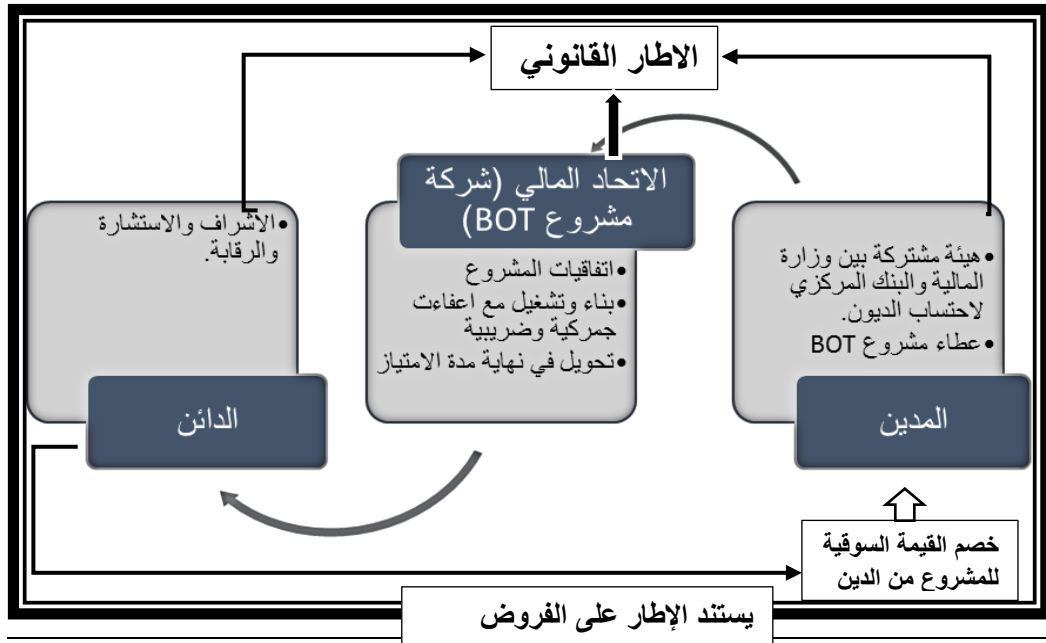 الاطار القانوني
الاتحاد المالي (شركة
مشروع BOT)
•هيئة مشتركة بين وزارة
المالية والبنك المركزي
لاحتساب الديون.
•عطاء مشروع BOT
المدين
•اتفاقيات المشروع
•بناء وتشغيل مع اعفاءت
جمركية وضريبية
•تحويل في نهاية مدة الامتياز
•الاشراف والاستشارة
والرقابة.
الدائن
خصم القيمة السوقية
للمشروع من الدين
يستند الإطار على الفروض